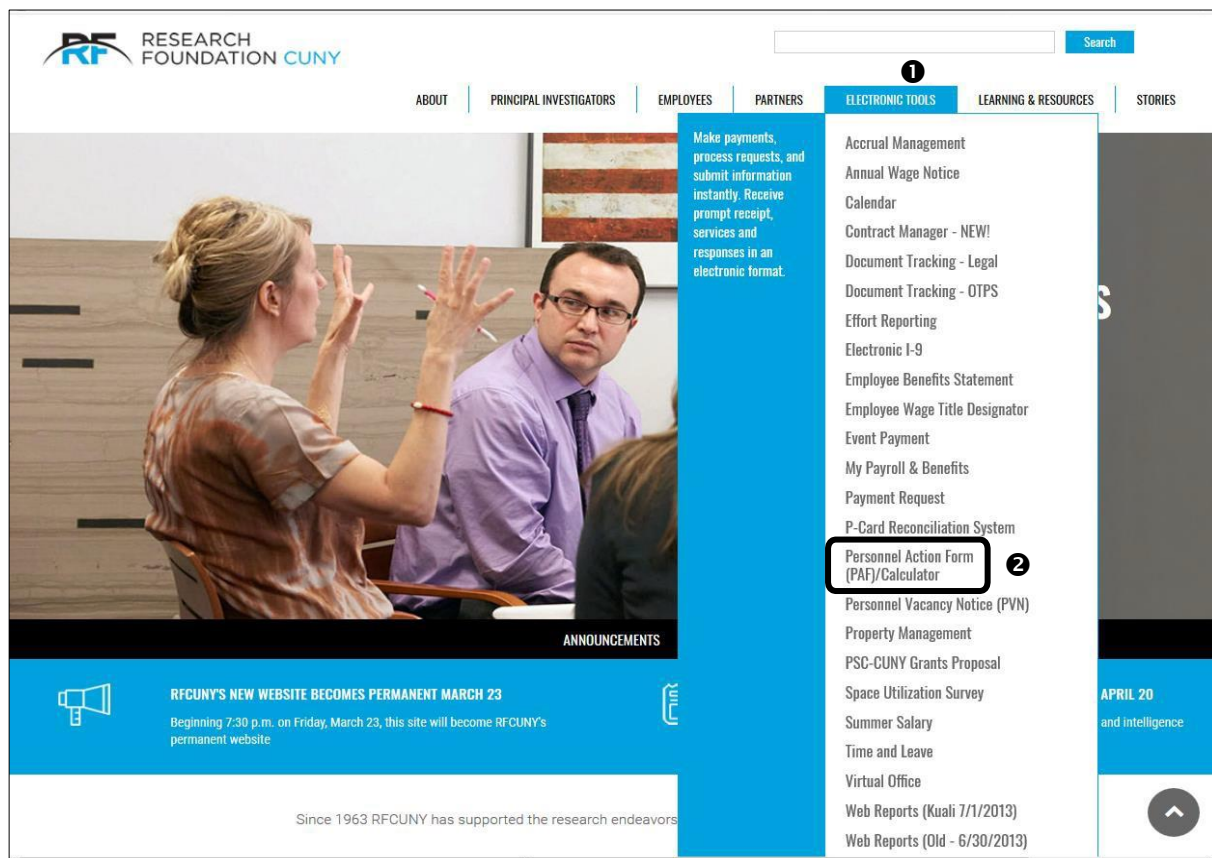 RF RESEARCH
FOUNDATION CUNY
Search
❶
ABOUT PRINCIPAL INVESTIGATORS EMPLOYEES PARTNERS ELECTRONIC TOOLS LEARNING & RESOURCES STORIES
Make payments,
process requests, and
submit information
instantly. Receive
prompt receipt,
services and
responses in an
electronic format.
Accrual Management
Annual Wage Notice
Calendar
Contract Manager - NEW!
Document Tracking - Legal
Document Tracking - OTPS
Effort Reporting
Electronic I-9
Employee Benefits Statement
Employee Wage Title Designator
Event Payment
My Payroll & Benefits
Payment Request
P-Card Reconciliation System
Personnel Action Form
(PAF)/Calculator
❷
Personnel Vacancy Notice (PVN)
Property Management
PSC-CUNY Grants Proposal
Space Utilization Survey
Summer Salary
Time and Leave
Virtual Office
Web Reports (Kuali 7/1/2013)
Web Reports (Old - 6/30/2013)
S
ANNOUNCEMENTS
RFCUNY'S NEW WEBSITE BECOMES PERMANENT MARCH 23
Beginning 7:30 p.m. on Friday, March 23, this site will become RFCUNY's
permanent website
APRIL 20
and intelligence
Since 1963 RFCUNY has supported the research endeavors